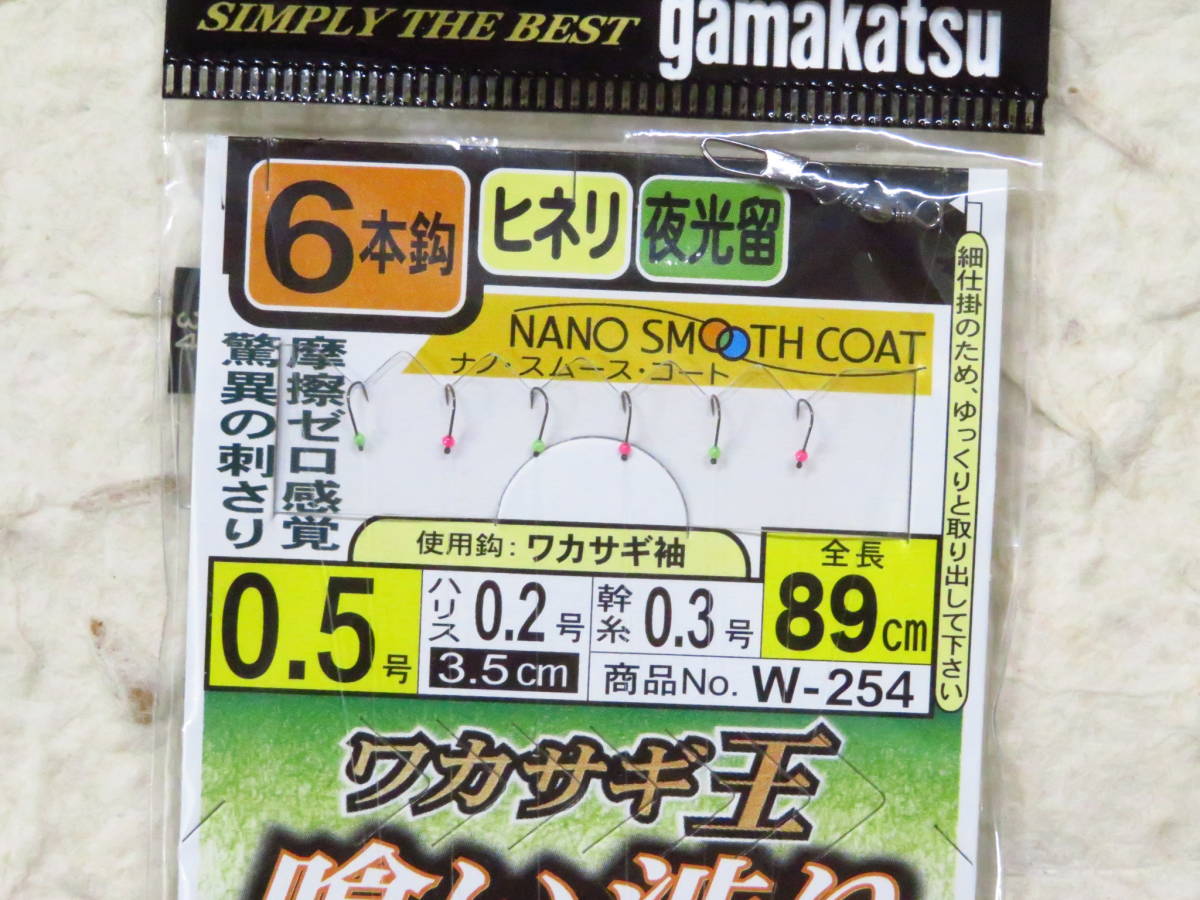 SIMPLY THE BEST gamakatsu
6本鈎
ヒネリ
夜光留
NANO SMOOTH COAT
ナノ・スムース・コート
摩擦ゼロ感覚
驚異の刺さり
細仕掛のため、ゆっくりと取り出して下さい
使用鈎:ワカサギ袖
0.5号
ハリス 0.2号
3.5cm
幹糸 0.3号
全長
89cm
商品No. W-254
ワカサギ王
喰い渋り